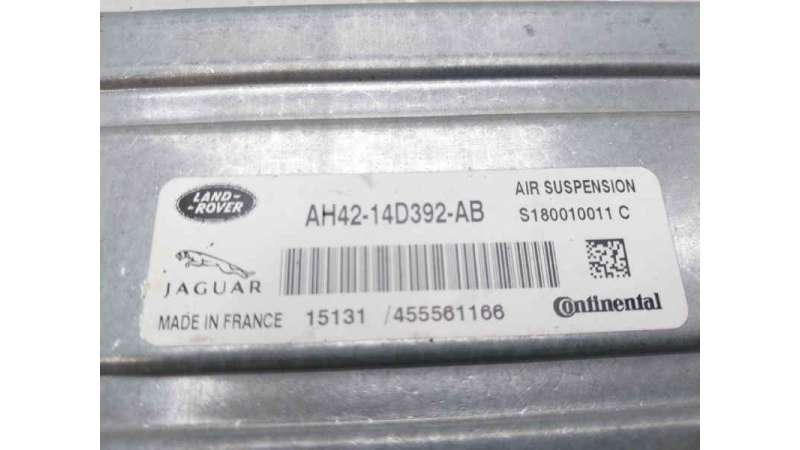 LAND-
-ROVER
AH42-14D392-AB
AIR SUSPENSION
S180010011 C
JAGUAR
MADE IN FRANCE
15131 /455561166
Continental